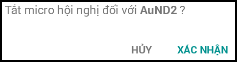 Tắt micro hội nghị đối với AuND2 ?
HỦY XÁC NHẬN